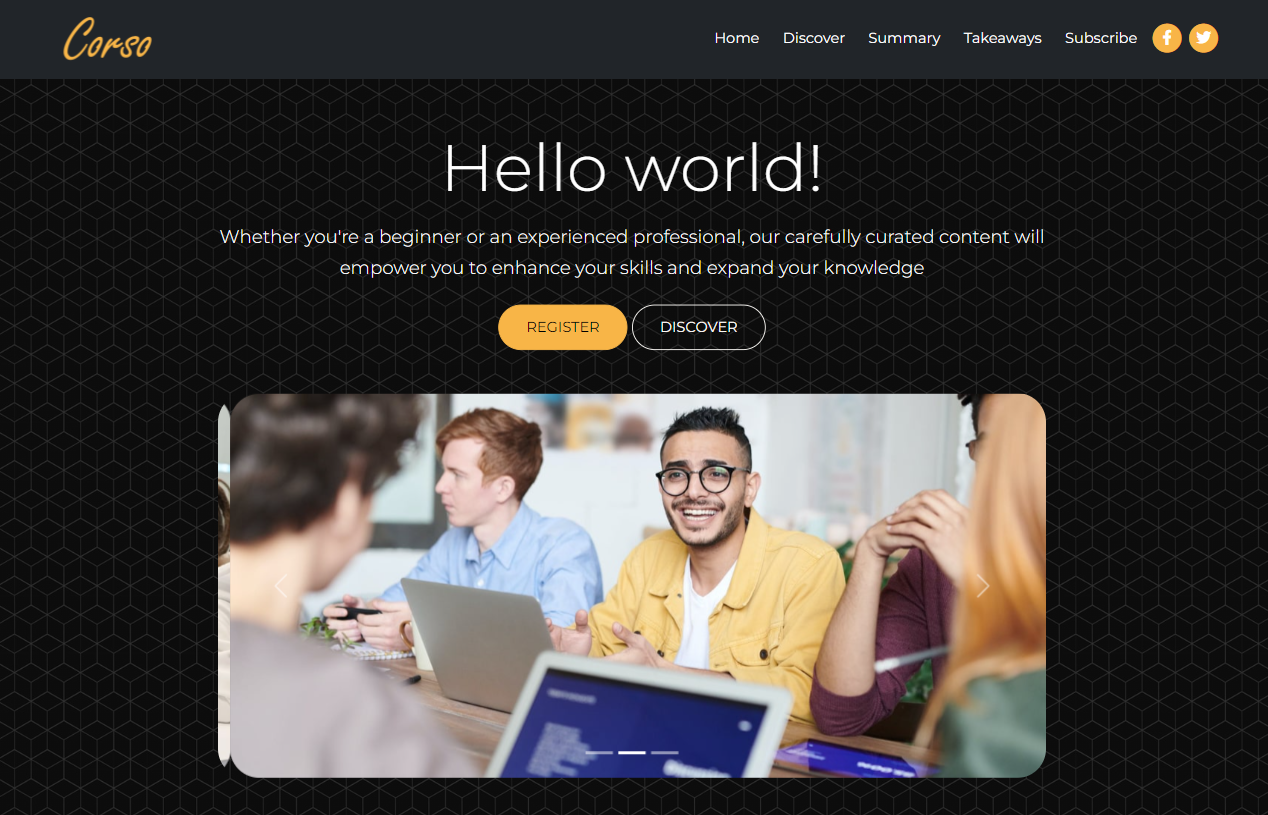 Corso
Home Discover Summary Takeaways Subscribe
Hello world!
Whether you're a beginner or an experienced professional, our carefully curated content will
empower you to enhance your skills and expand your knowledge
REGISTER DISCOVER